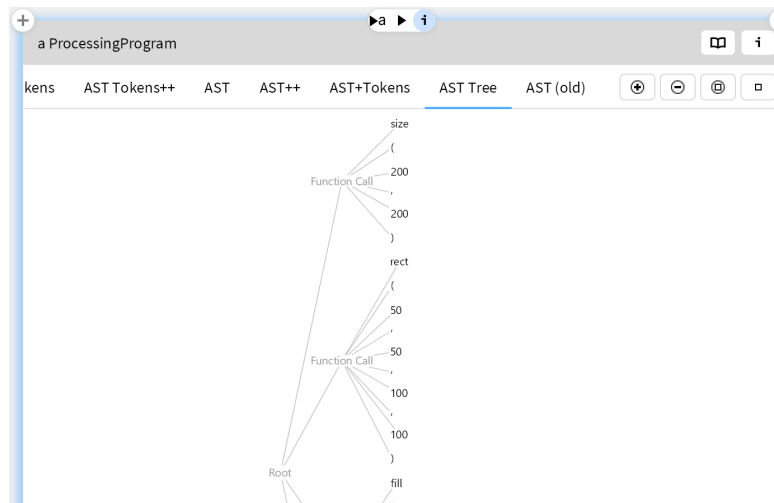 a
i
a ProcessingProgram
i
kens AST Tokens++ AST AST++ AST+Tokens AST Tree AST (old)
size
(
200
Function Call
,
200
)
rect
(
50
,
50
Function Call
,
100
,
100
)
Root
fill